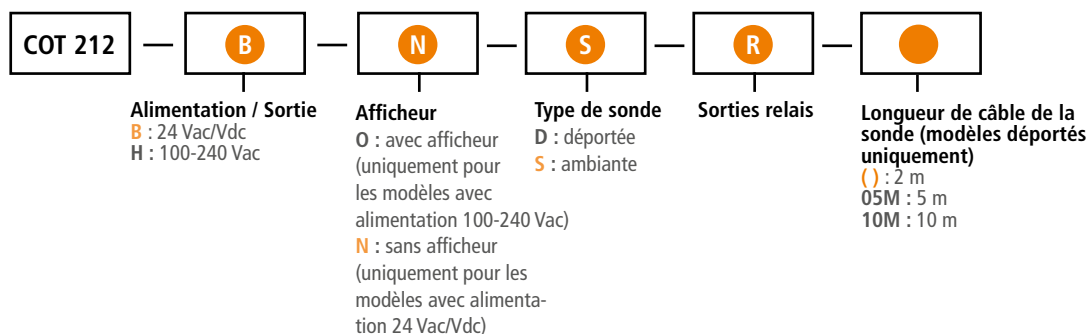 COT 212 — B — N — S — R —
Alimentation / Sortie
B : 24 Vac/Vdc
H : 100-240 Vac
Afficheur
O : avec afficheur
(uniquement pour
les modèles avec
alimentation 100-240 Vac)
N : sans afficheur
(uniquement pour les
modèles avec alimenta-
tion 24 Vac/Vdc)
Type de sonde
D : déportée
S : ambiante
Sorties relais
Longueur de câble de la
sonde (modèles déportés
uniquement)
( ) : 2 m
05M : 5 m
10M : 10 m